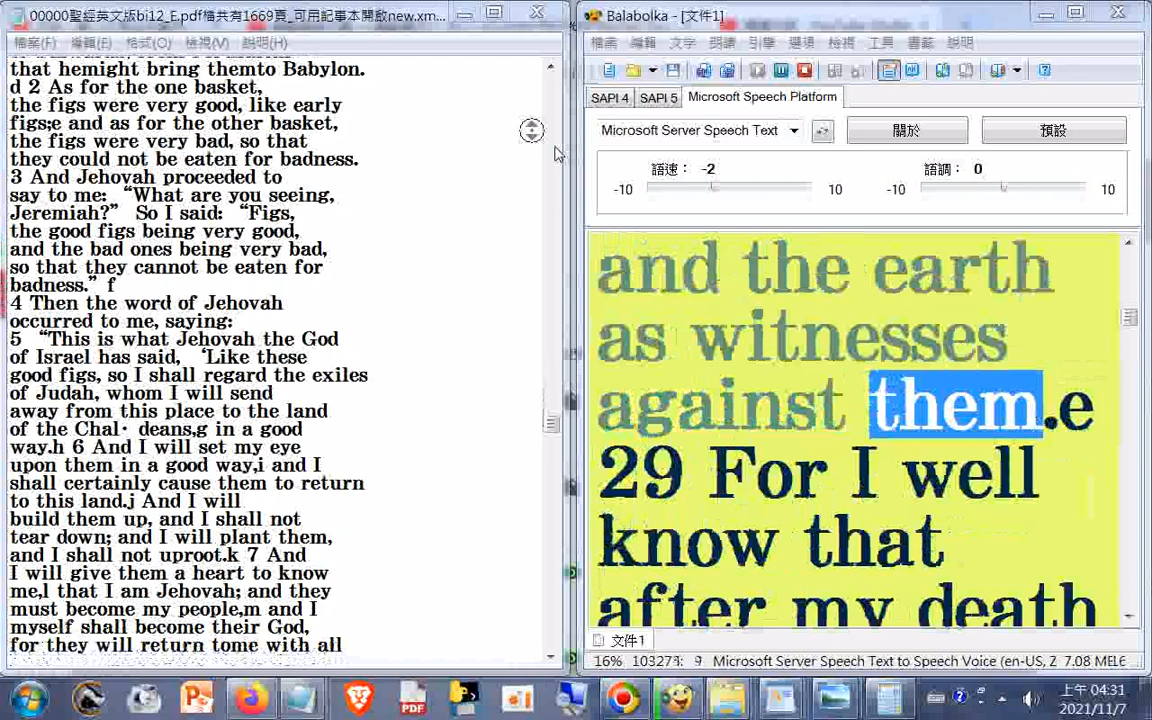 00000聖經英文版bi12_E.pdf檔共有1669頁_可用記事本開啟new.xm...
檔案(F) 編輯(E) 格式(O) 檢視(V) 說明(H)
that hemight bring themto Babylon.
d 2 As for the one basket,
the figs were very good, like early
figs;e and as for the other basket,
the figs were very bad, so that
they could not be eaten for badness.
3 And Jehovah proceeded to
say to me: “What are you seeing,
Jeremiah?” So I said: “Figs,
the good figs being very good,
and the bad ones being very bad,
so that they cannot be eaten for
badness.” f
4 Then the word of Jehovah
occurred to me, saying:
5 “This is what Jehovah the God
of Israel has said, ‘Like these
good figs, so I shall regard the exiles
of Judah, whom I will send
away from this place to the land
of the Chal· deans,g in a good
way.h 6 And I will set my eye
upon them in a good way,i and I
shall certainly cause them to return
to this land.j And I will
build them up, and I shall not
tear down; and I will plant them,
and I shall not uproot.k 7 And
I will give them a heart to know
me,l that I am Jehovah; and they
must become my people,m and I
myself shall become their God,
for they will return tome with all
Balabolka - [文件1]
檔案 編輯 文字 朗讀 引擎 選項 檢視 工具 書籤 說明
SAPI 4 SAPI 5 Microsoft Speech Platform
Microsoft Server Speech Text 關於 預設
語速： -2 語調： 0
-10 10 -10 10
and the earth
as witnesses
against them.e
29 For I well
know that
after my death
文件1
16% 9 Microsoft Server Speech Text to Speech Voice (en-US, 2 7.08 MB
PDF
上午 04:31
2021/11/7